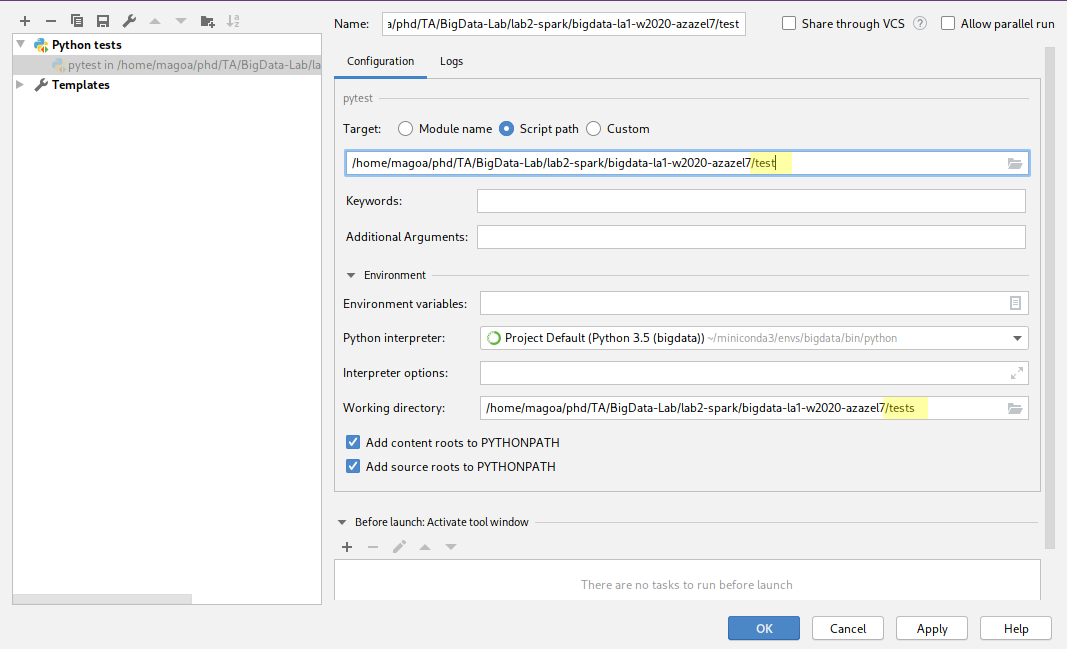 Name: a/phd/TA/BigData-Lab/lab2-spark/bigdata-la1-w2020-azazel7/test Share through VCS ? Allow parallel run
Python tests
pytest in /home/magoa/phd/TA/BigData-Lab/la
Templates
Configuration Logs
pytest
Target: Module name Script path Custom
/home/magoa/phd/TA/BigData-Lab/lab2-spark/bigdata-la1-w2020-azazel7/test
Keywords:
Additional Arguments:
Environment
Environment variables:
Python interpreter: Project Default (Python 3.5 (bigdata)) ~/miniconda3/envs/bigdata/bin/python
Interpreter options:
Working directory: /home/magoa/phd/TA/BigData-Lab/lab2-spark/bigdata-la1-w2020-azazel7/tests
Add content roots to PYTHONPATH
Add source roots to PYTHONPATH
Before launch: Activate tool window
There are no tasks to run before launch
OK Cancel Apply Help